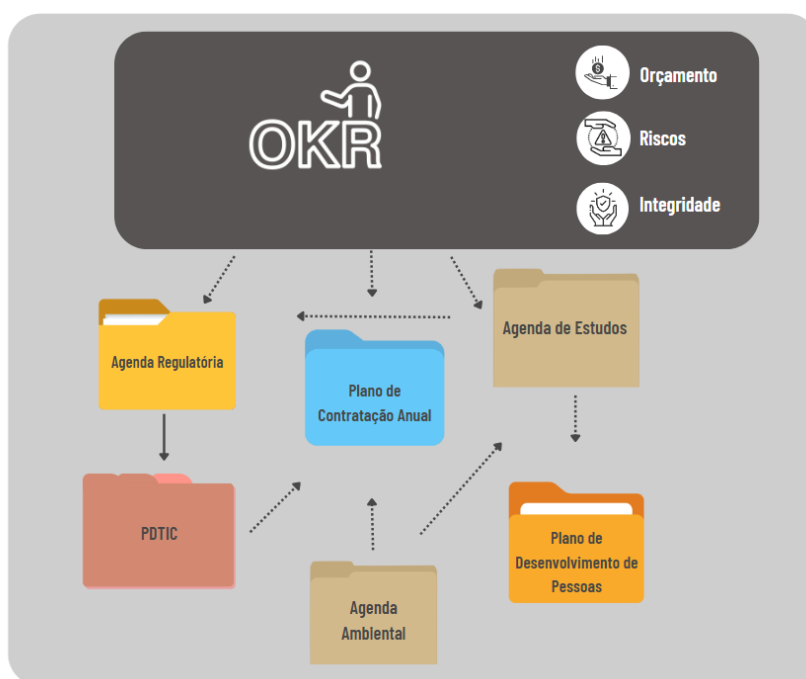 OKR
Orçamento
Riscos
Integridade
Agenda Regulatória
Plano de
Contratação Anual
Agenda de Estudos
PDTIC
Agenda
Ambiental
Plano de
Desenvolvimento de
Pessoas